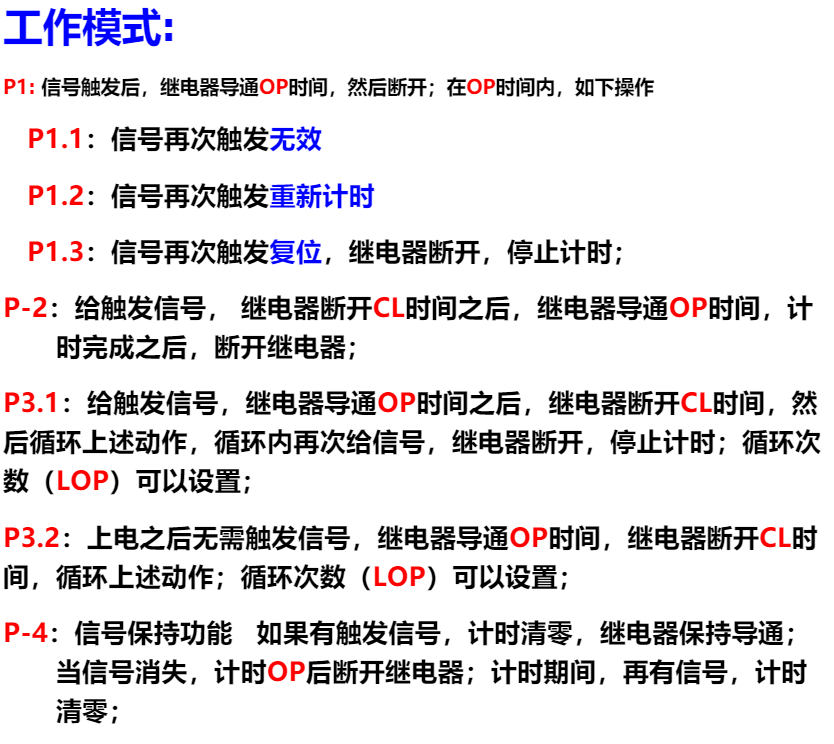 工作模式:
P1: 信号触发后，继电器导通OP时间，然后断开；在OP时间内，如下操作
P1.1：信号再次触发无效
P1.2：信号再次触发重新计时
P1.3：信号再次触发复位，继电器断开，停止计时；
P-2：给触发信号， 继电器断开CL时间之后，继电器导通OP时间，计
时完成之后，断开继电器；
P3.1：给触发信号，继电器导通OP时间之后，继电器断开CL时间，然
后循环上述动作，循环内再次给信号，继电器断开，停止计时；循环次
数（LOP）可以设置；
P3.2：上电之后无需触发信号，继电器导通OP时间，继电器断开CL时
间，循环上述动作；循环次数（LOP）可以设置；
P-4：信号保持功能 如果有触发信号，计时清零，继电器保持导通；
当信号消失，计时OP后断开继电器；计时期间，再有信号，计时
清零；